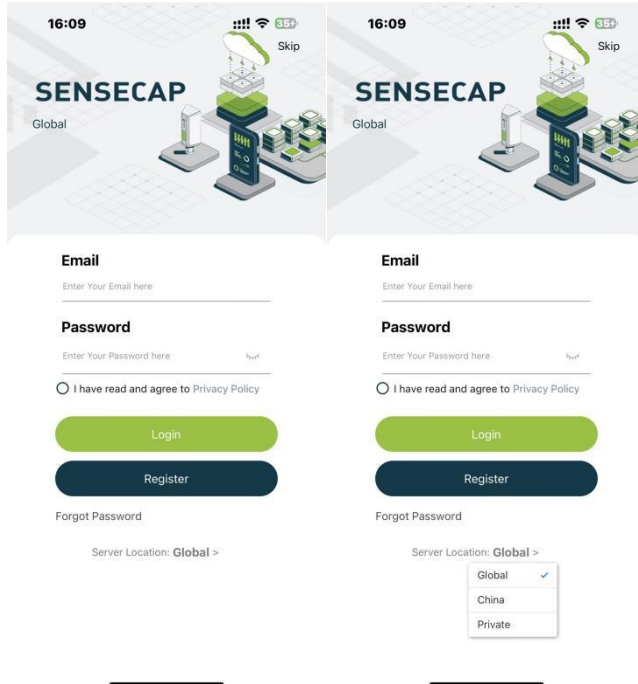 16:09
35
Skip
SENSECAP
Global
Email
Enter Your Email here
Password
Enter Your Password here
I have read and agree to Privacy Policy
Login
Register
Forgot Password
Server Location: Global >
16:09
35
Skip
SENSECAP
Global
Email
Enter Your Email here
Password
Enter Your Password here
I have read and agree to Privacy Policy
Login
Register
Forgot Password
Server Location: Global >
Global
China
Private